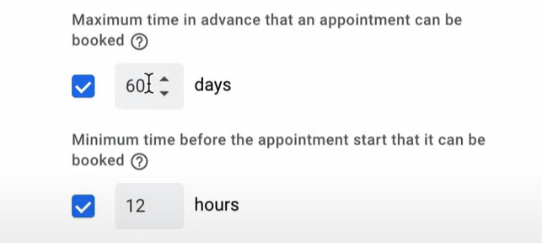 Maximum time in advance that an appointment can be
booked
60 days
Minimum time before the appointment start that it can be
booked
12 hours